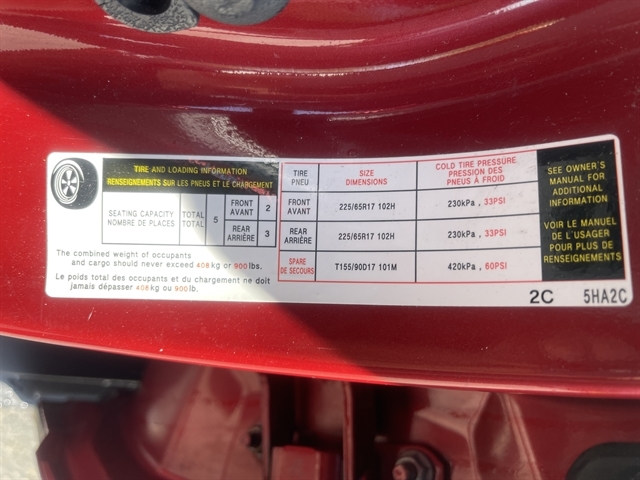 TIRE AND LOADING INFORMATION
RENSEIGNEMENTS SUR LES PNEUS ET LE CHARGEMENT
SEATING CAPACITY
NOMBRE DE PLACES
TOTAL
TOTAL
5
FRONT
AVANT
2
REAR
ARRIÈRE
3
The combined weight of occupants
and cargo should never exceed 408 kg or 900 lbs.
Le poids total des occupants et du chargement ne doit
jamais dépasser 408 kg ou 900 lb.
TIRE
PNEU
SIZE
DIMENSIONS
COLD TIRE PRESSURE
PRESSION DES
PNEUS À FROID
FRONT
AVANT
225/65R17 102H
230kPa , 33PSI
REAR
ARRIÈRE
225/65R17 102H
230kPa , 33PSI
SPARE
DE SECOURS
T155/90D17 101M
420kPa , 60PSI
SEE OWNER'S
MANUAL FOR
ADDITIONAL
INFORMATION
VOIR LE MANUEL
DE L'USAGER
POUR PLUS DE
RENSEIGNEMENTS
2C 5HA2C